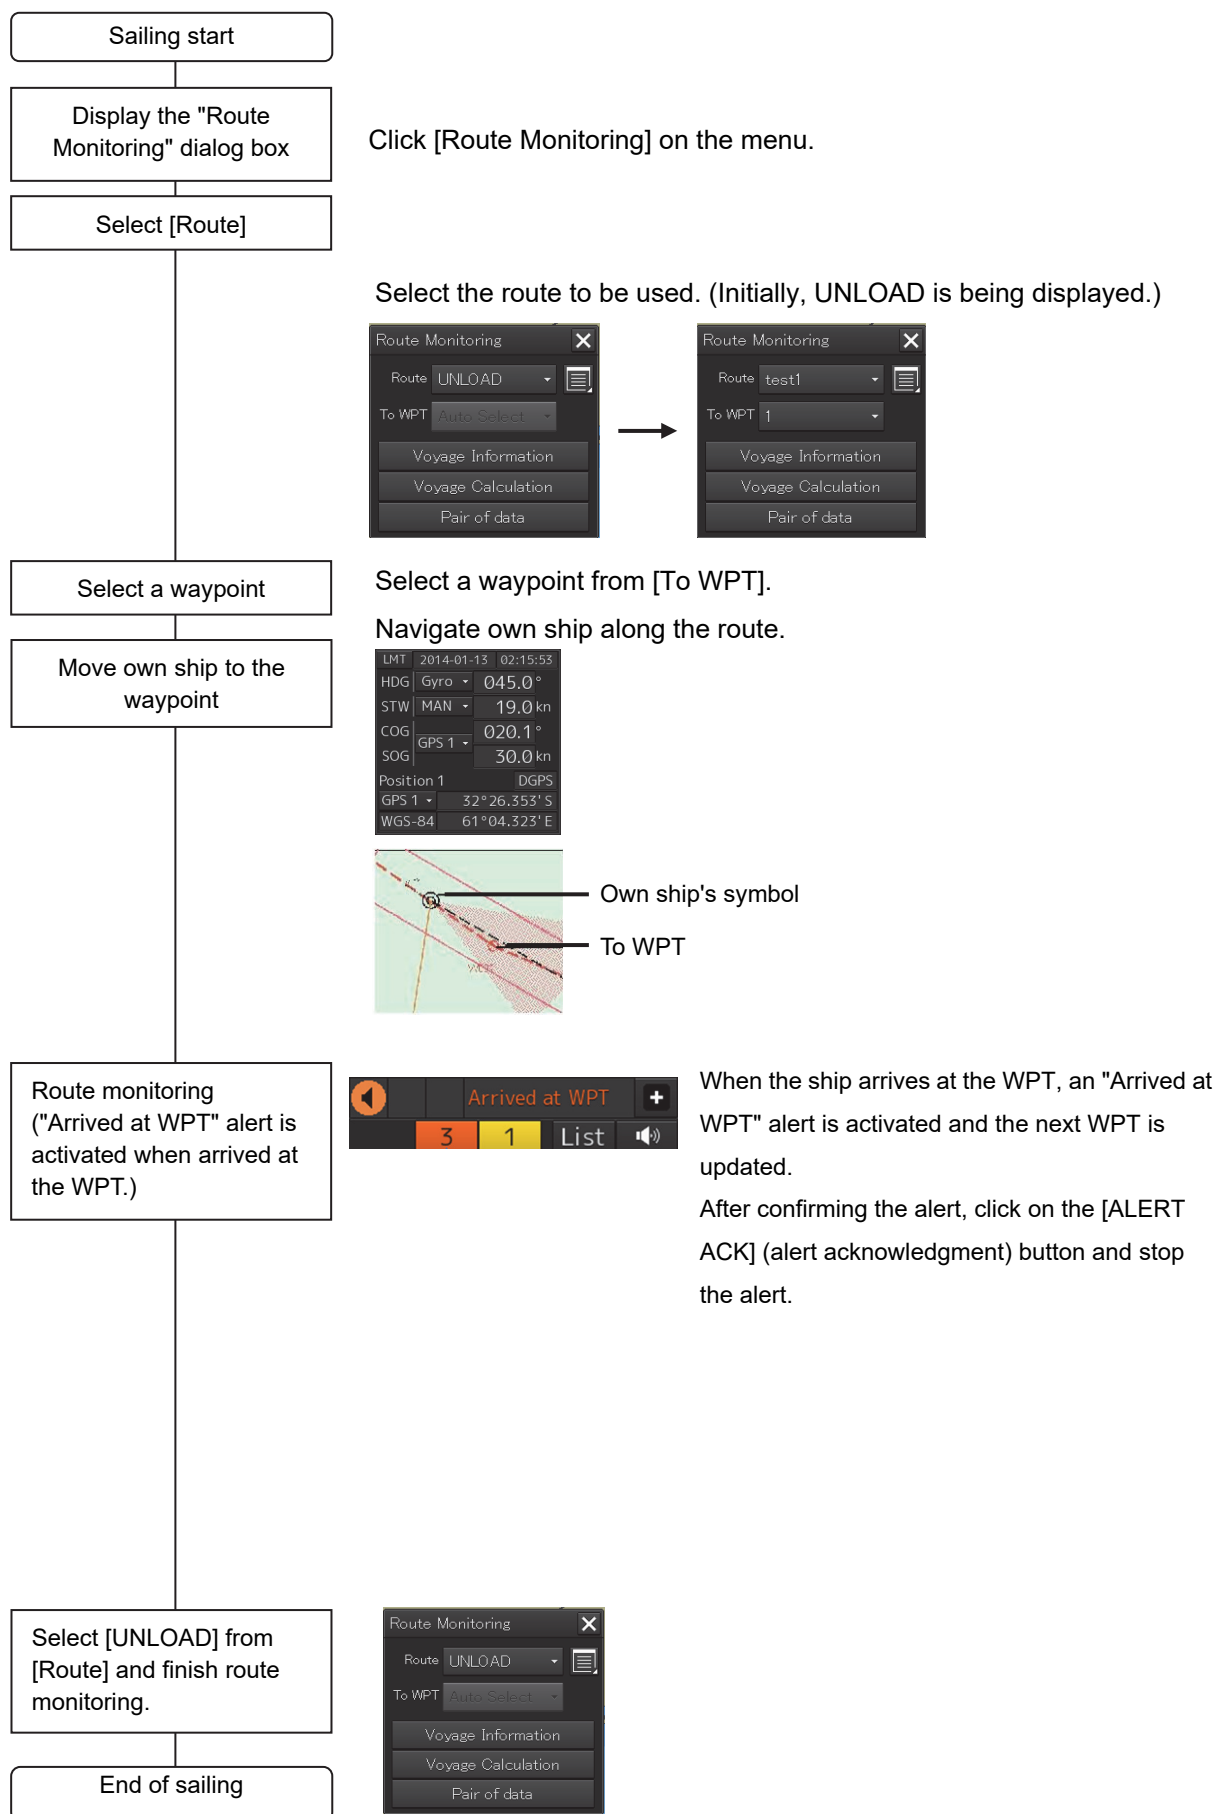 Sailing start
Display the "Route
Monitoring" dialog box
Click [Route Monitoring] on the menu.
Select [Route]
Select the route to be used. (Initially, UNLOAD is being displayed.)
Route Monitoring
Route UNLOAD
To WPT Auto Select
Voyage Information
Voyage Calculation
Pair of data
Route Monitoring
Route test1
To WPT 1
Voyage Information
Voyage Calculation
Pair of data
Select a waypoint
Select a waypoint from [To WPT].
Move own ship to the
waypoint
Navigate own ship along the route.
LMT 2014-01-13 02:15:53
HDG Gyro 045.0°
STW MAN 19.0 kn
COG GPS 1 020.1°
SOG 30.0 kn
Position 1 DGPS
GPS 1 32°26.353'S
WGS-84 61°04.323'E
Own ship's symbol
To WPT
Route monitoring
("Arrived at WPT" alert is
activated when arrived at
the WPT.)
Arrived at WPT
3 1 List
When the ship arrives at the WPT, an "Arrived at
WPT" alert is activated and the next WPT is
updated.
After confirming the alert, click on the [ALERT
ACK] (alert acknowledgment) button and stop
the alert.
Select [UNLOAD] from
[Route] and finish route
monitoring.
Route Monitoring
Route UNLOAD
To WPT Auto Select
Voyage Information
Voyage Calculation
Pair of data
End of sailing